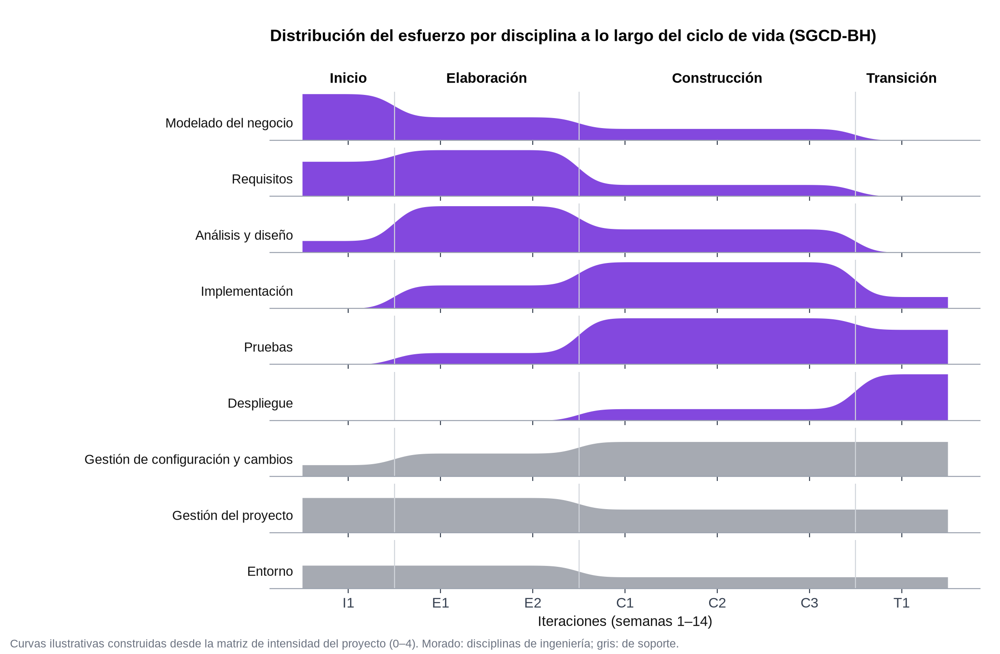 Distribución del esfuerzo por disciplina a lo largo del ciclo de vida (SGCD-BH)
Inicio Elaboración Construcción Transición
Modelado del negocio
Requisitos
Análisis y diseño
Implementación
Pruebas
Despliegue
Gestión de configuración y cambios
Gestión del proyecto
Entorno
I1 E1 E2 C1 C2 C3 T1
Iteraciones (semanas 1–14)
Curvas ilustrativas construidas desde la matriz de intensidad del proyecto (0–4). Morado: disciplinas de ingeniería; gris: de soporte.